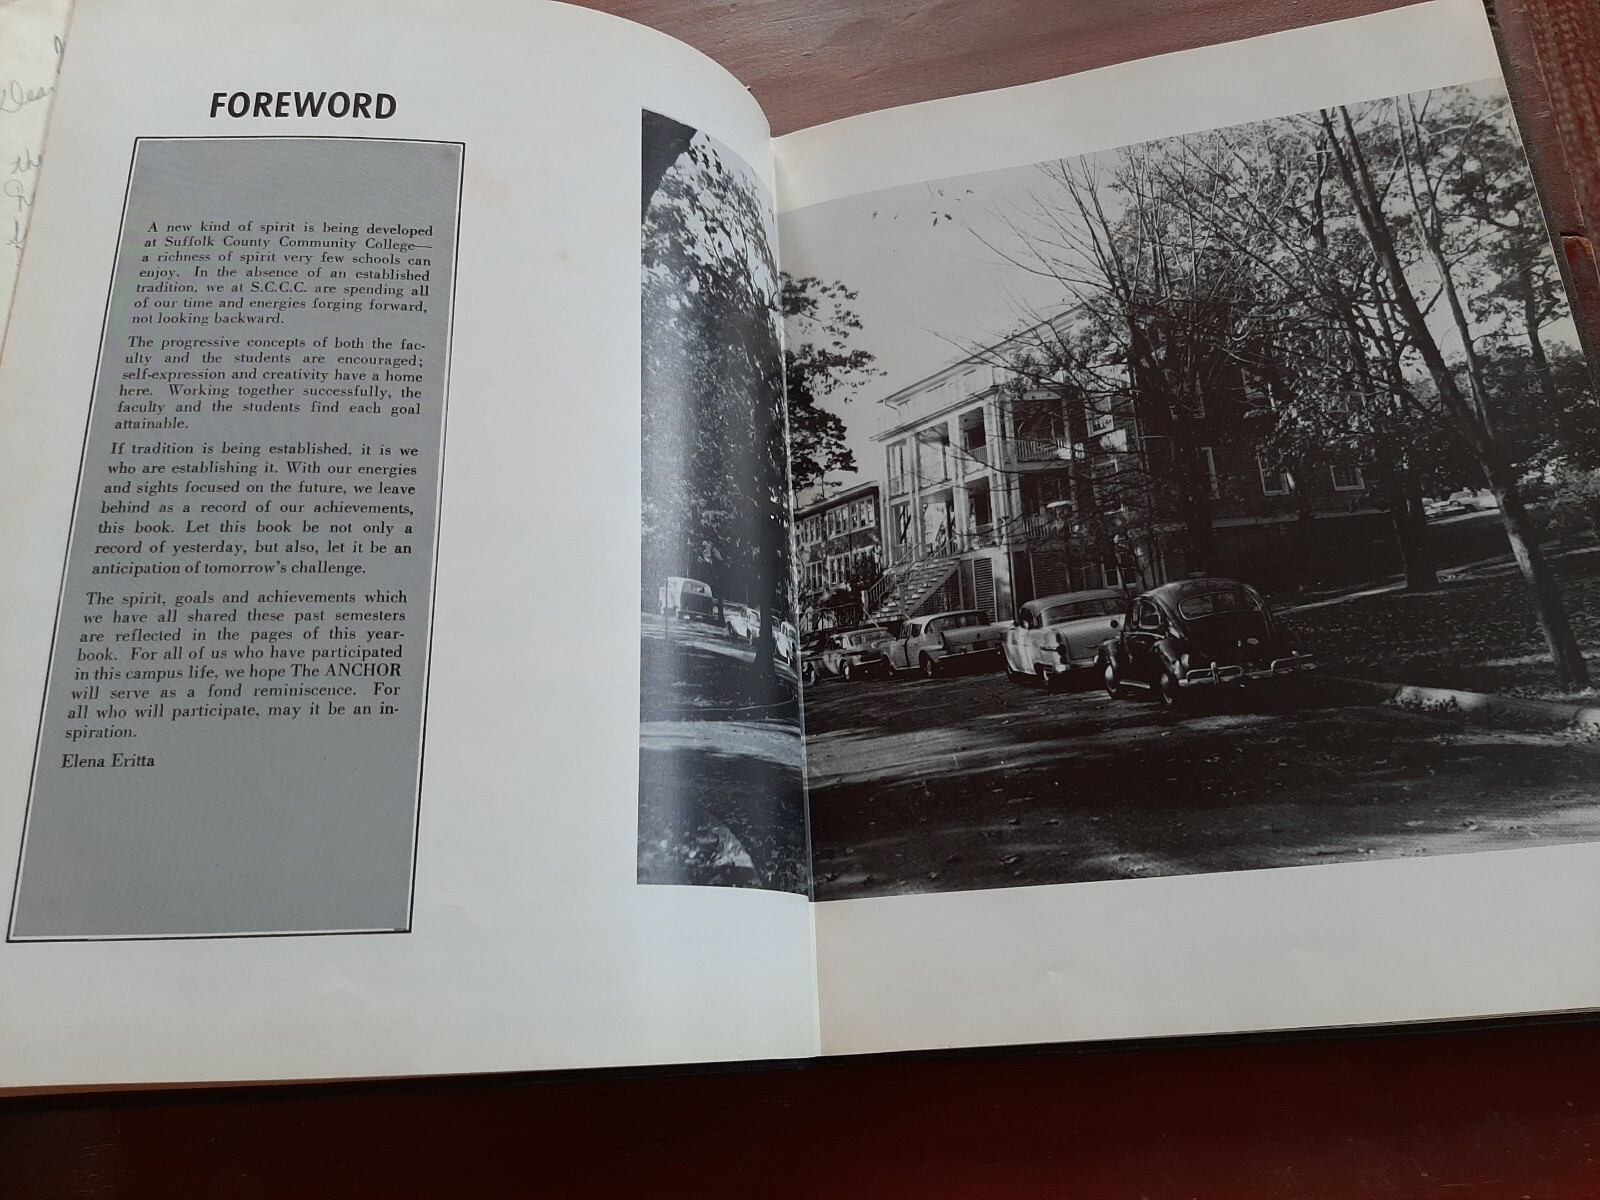 Dear
the
FOREWORD
A new kind of spirit is being developed
at Suffolk County Community College—
a richness of spirit very few schools can
enjoy. In the absence of an established
tradition, we at S.C.C.C. are spending all
of our time and energies forging forward,
not looking backward.
The progressive concepts of both the fac-
ulty and the students are encouraged;
self-expression and creativity have a home
here. Working together successfully, the
faculty and the students find each goal
attainable.
If tradition is being established, it is we
who are establishing it. With our energies
and sights focused on the future, we leave
behind as a record of our achievements,
this book. Let this book be not only a
record of yesterday, but also, let it be an
anticipation of tomorrow's challenge.
The spirit, goals and achievements which
we have all shared these past semesters
are reflected in the pages of this year-
book. For all of us who have participated
in this campus life, we hope The ANCHOR
will serve as a fond reminiscence. For
all who will participate, may it be an in-
spiration.
Elena Eritta